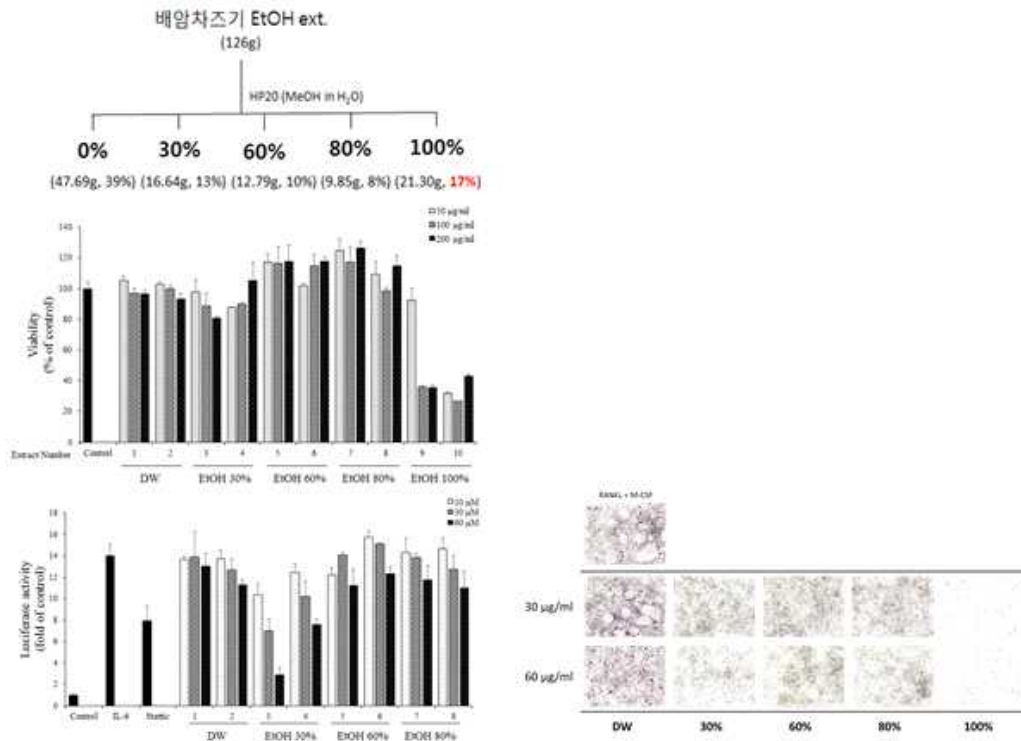 배암차즈기 EtOH ext.
(126g)
HP20 (MeOH in H₂O)
0% 30% 60% 80% 100%
(47.69g, 39%) (16.64g, 13%) (12.79g, 10%) (9.85g, 8%) (21.30g, 17%)
100 µg/ml
200 µg/ml
Viability
(% of control)
140
120
100
80
60
40
20
0
Extract Number Control 1 2 3 4 5 6 7 8 9 10
DW EtOH 30% EtOH 60% EtOH 80% EtOH 100%
30 µM
60 µM
Luciferase activity
(fold of control)
18
16
14
12
10
8
6
4
2
0
Control IL-6 Stattic 1 2 3 4 5 6 7 8
DW EtOH 30% EtOH 60% EtOH 80%
RANKL + M-CSF
30 µg/ml
60 µg/ml
DW 30% 60% 80% 100%